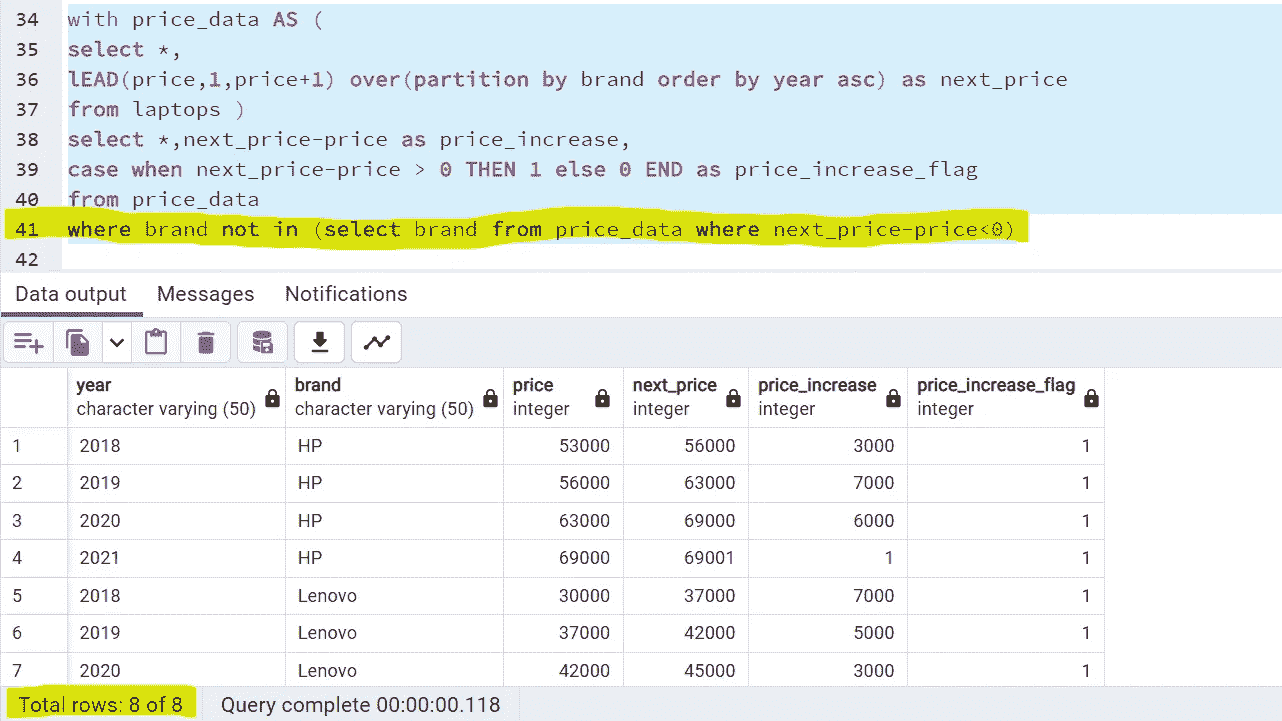 34 with price_data AS (
35 select *,
36 lEAD(price,1,price+1) over(partition by brand order by year asc) as next_price
37 from laptops )
38 select *,next_price-price as price_increase,
39 case when next_price-price > 0 THEN 1 else 0 END as price_increase_flag
40 from price_data
41 where brand not in (select brand from price_data where next_price-price<0)
42
Data output Messages Notifications
year brand price next_price price_increase price_increase_flag
character varying (50) character varying (50) integer integer integer integer
1 2018 HP 53000 56000 3000 1
2 2019 HP 56000 63000 7000 1
3 2020 HP 63000 69000 6000 1
4 2021 HP 69000 69001 1 1
5 2018 Lenovo 30000 37000 7000 1
6 2019 Lenovo 37000 42000 5000 1
7 2020 Lenovo 42000 45000 3000 1
Total rows: 8 of 8 Query complete 00:00:00.118